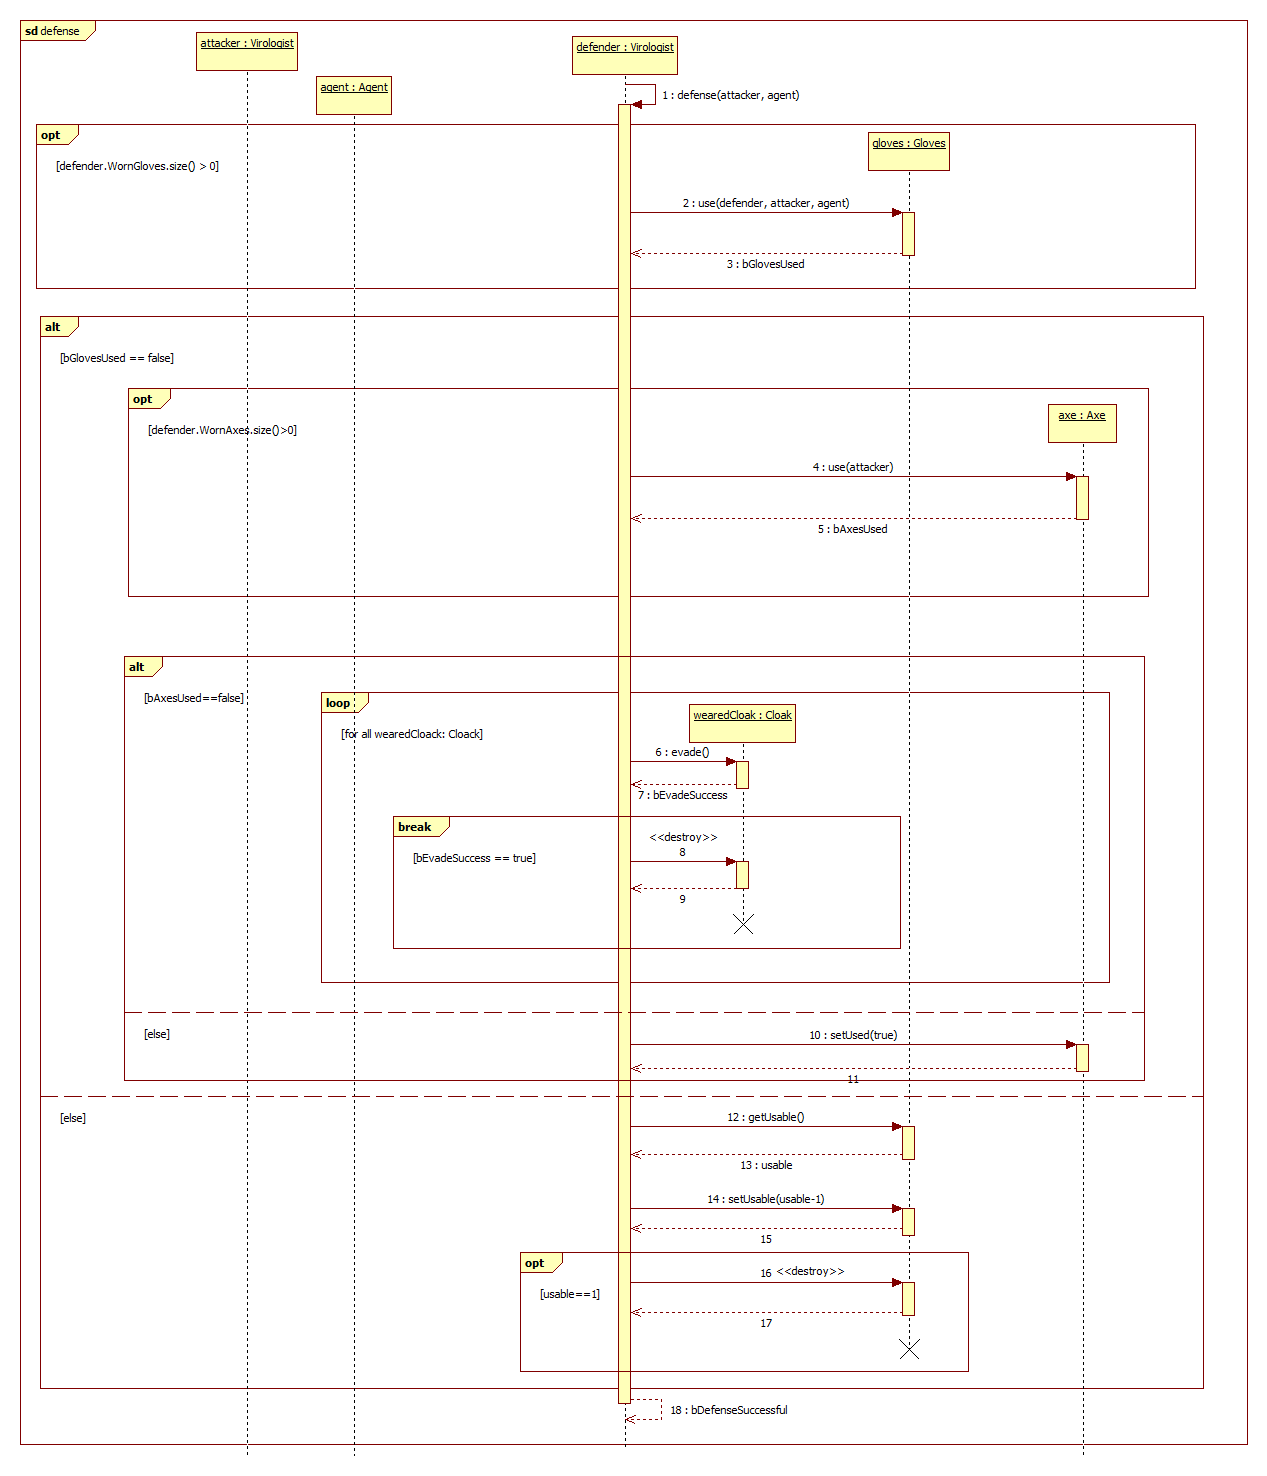 sd defense
attacker : Virologist
defender : Virologist
agent : Agent
1 : defense(attacker, agent)
opt
gloves : Gloves
[defender.WornGloves.size() > 0]
2 : use(defender, attacker, agent)
3 : bGlovesUsed
alt
[bGlovesUsed == false]
opt
axe : Axe
[defender.WornAxes.size()>0]
4 : use(attacker)
5 : bAxesUsed
alt
[bAxesUsed==false]
loop
wearedCloak : Cloak
[for all wearedCloack: Cloack]
6 : evade()
7 : bEvadeSuccess
break
<<destroy>>
8
[bEvadeSuccess == true]
9
[else]
10 : setUsed(true)
11
[else]
12 : getUsable()
13 : usable
14 : setUsable(usable-1)
15
opt
16 <<destroy>>
[usable==1]
17
18 : bDefenseSuccessful